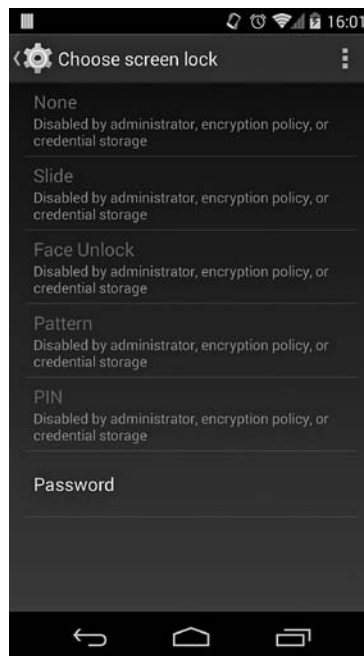 16:01
Choose screen lock
None
Disabled by administrator, encryption policy, or
credential storage
Slide
Disabled by administrator, encryption policy, or
credential storage
Face Unlock
Disabled by administrator, encryption policy, or
credential storage
Pattern
Disabled by administrator, encryption policy, or
credential storage
PIN
Disabled by administrator, encryption policy, or
credential storage
Password